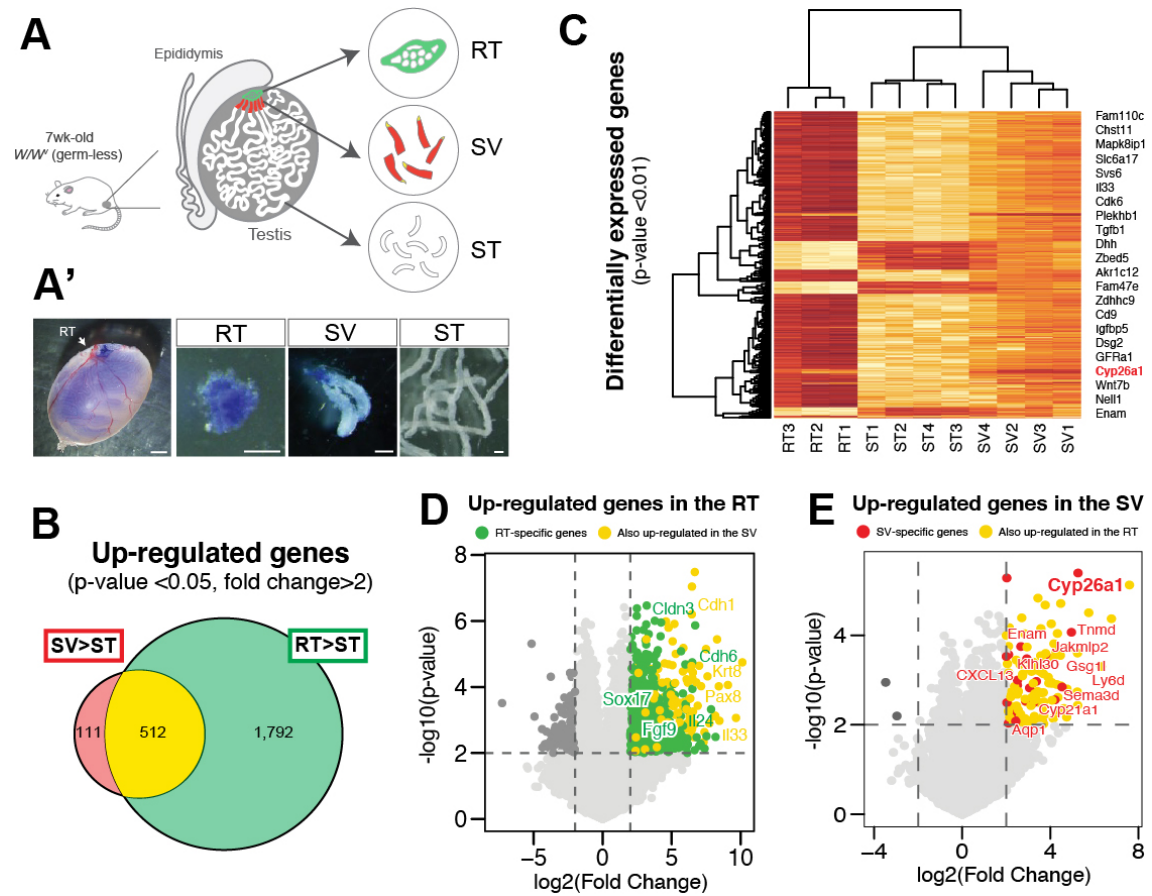 A
Epididymis
7wk-old
W/Wᵛ (germ-less)
Testis
RT
SV
ST
A'
RT
RT
SV
ST
B
Up-regulated genes
(p-value <0.05, fold change>2)
SV>ST
RT>ST
111
512
1,792
C
Differentially expressed genes
(p-value <0.01)
Fam110c
Chst11
Mapk8ip1
Slc6a17
Svs6
Il33
Cdk6
Plekhb1
Tgfb1
Dhh
Zbed5
Akr1c12
Fam47e
Zdhhc9
Cd9
Igfbp5
Dsg2
GFRa1
Cyp26a1
Wnt7b
Nell1
Enam
RT3 RT2 RT1 ST1 ST2 ST4 ST3 SV4 SV2 SV3 SV1
D
Up-regulated genes in the RT
RT-specific genes Also up-regulated in the SV
-log10(p-value)
8
6
4
2
0
Cldn3
Cdh1
Cdh6
Krt8
Sox17
Pax8
Fgf9
Il24
Il33
−5 0 5 10
log2(Fold Change)
E
Up-regulated genes in the SV
SV-specific genes Also up-regulated in the RT
-log10(p-value)
4
2
0
Cyp26a1
Enam
Tnmd
Jakmlp2
CXCL13
Klhl30
Gsg1l
Ly6d
Sema3d
Cyp21a1
Aqp1
−4 0 4 8
log2(Fold Change)